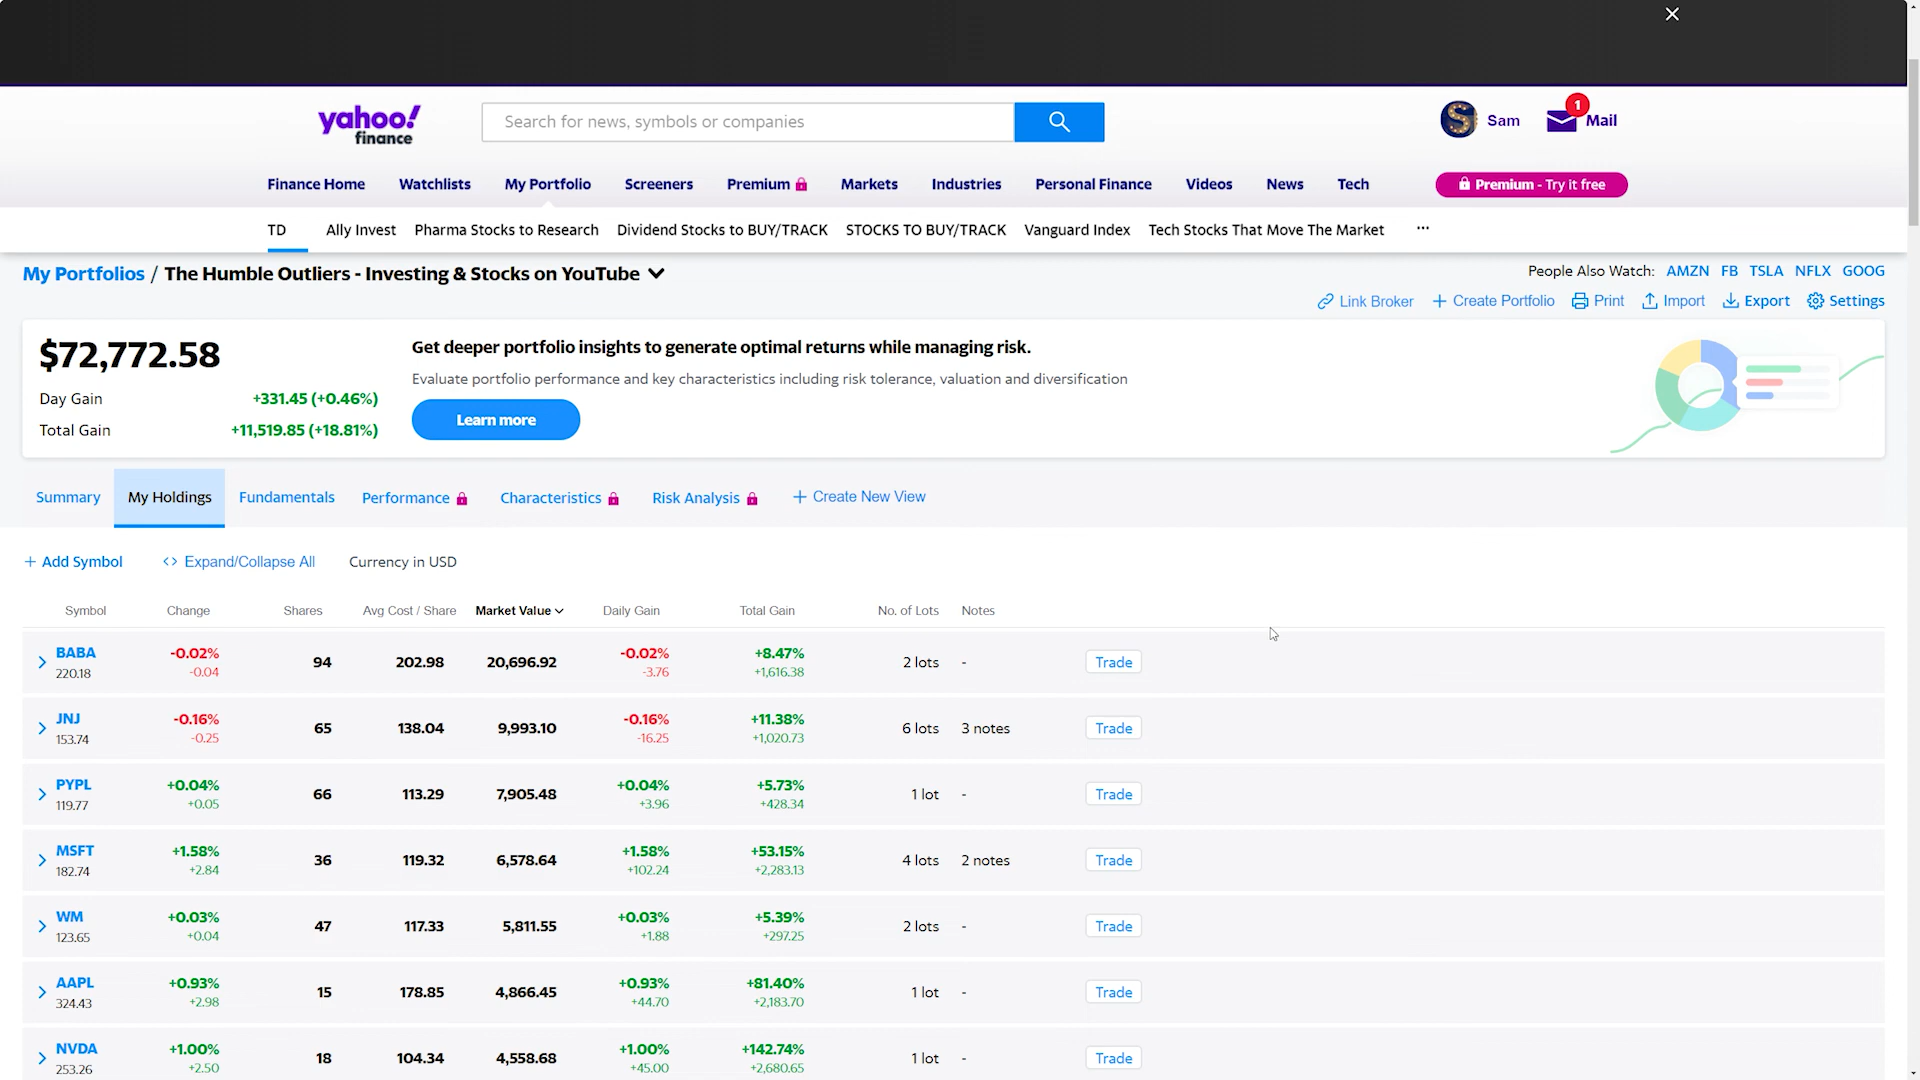 yahoo!
finance
Search for news, symbols or companies
Sam
1
Mail
Finance Home Watchlists My Portfolio Screeners Premium Markets Industries Personal Finance Videos News Tech Premium - Try it free
TD Ally Invest Pharma Stocks to Research Dividend Stocks to BUY/TRACK STOCKS TO BUY/TRACK Vanguard Index Tech Stocks That Move The Market ...
My Portfolios / The Humble Outliers - Investing & Stocks on YouTube
People Also Watch: AMZN FB TSLA NFLX GOOG
Link Broker + Create Portfolio Print Import Export Settings
$72,772.58
Day Gain +331.45 (+0.46%)
Total Gain +11,519.85 (+18.81%)
Get deeper portfolio insights to generate optimal returns while managing risk.
Evaluate portfolio performance and key characteristics including risk tolerance, valuation and diversification
Learn more
Summary My Holdings Fundamentals Performance Characteristics Risk Analysis + Create New View
+ Add Symbol <> Expand/Collapse All Currency in USD
Symbol Change Shares Avg Cost / Share Market Value Daily Gain Total Gain No. of Lots Notes
BABA -0.02% 94 202.98 20,696.92 -0.02% +8.47% 2 lots - Trade
220.18 -0.04 -3.76 +1,616.38
JNJ -0.16% 65 138.04 9,993.10 -0.16% +11.38% 6 lots 3 notes Trade
153.74 -0.25 -16.25 +1,020.73
PYPL +0.04% 66 113.29 7,905.48 +0.04% +5.73% 1 lot - Trade
119.77 +0.05 +3.96 +428.34
MSFT +1.58% 36 119.32 6,578.64 +1.58% +53.15% 4 lots 2 notes Trade
182.74 +2.84 +102.24 +2,283.13
WM +0.03% 47 117.33 5,811.55 +0.03% +5.39% 2 lots - Trade
123.65 +0.04 +1.88 +297.25
AAPL +0.93% 15 178.85 4,866.45 +0.93% +81.40% 1 lot - Trade
324.43 +2.98 +44.70 +2,183.70
NVDA +1.00% 18 104.34 4,558.68 +1.00% +142.74% 1 lot - Trade
253.26 +2.50 +45.00 +2,680.65